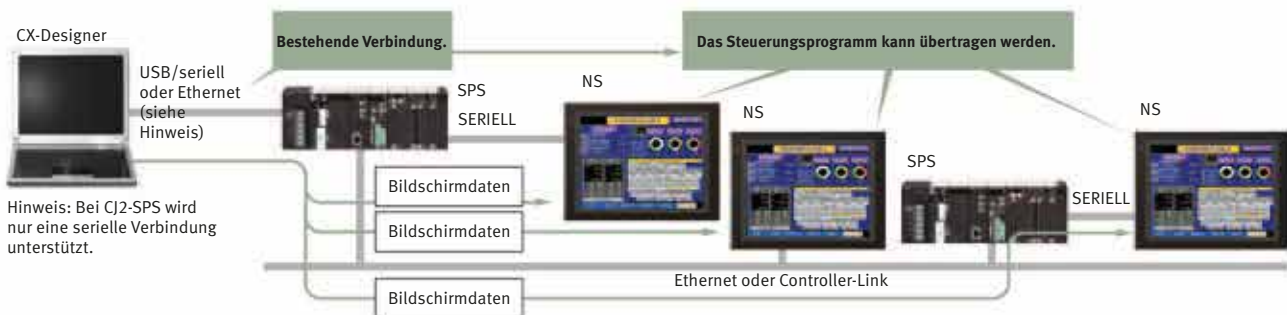 CX-Designer
Bestehende Verbindung.
Das Steuerungsprogramm kann übertragen werden.
USB/seriell
oder Ethernet
(siehe
Hinweis)
SPS
SERIELL
NS
NS
SPS
SERIELL
NS
Bildschirmdaten
Bildschirmdaten
Hinweis: Bei CJ2-SPS wird
nur eine serielle Verbindung
unterstützt.
Ethernet oder Controller-Link
Bildschirmdaten